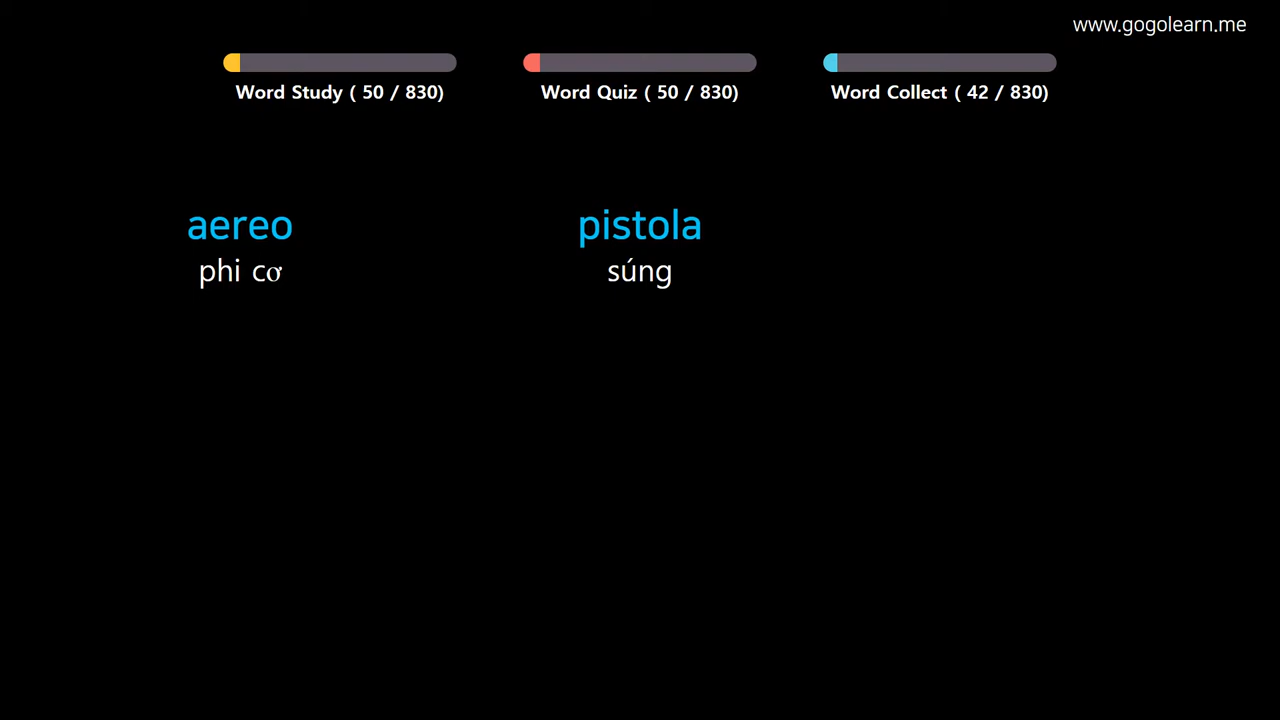 www.gogolearn.me
Word Study ( 50 / 830)
Word Quiz ( 50 / 830)
Word Collect ( 42 / 830)
aereo
phi cơ
pistola
súng